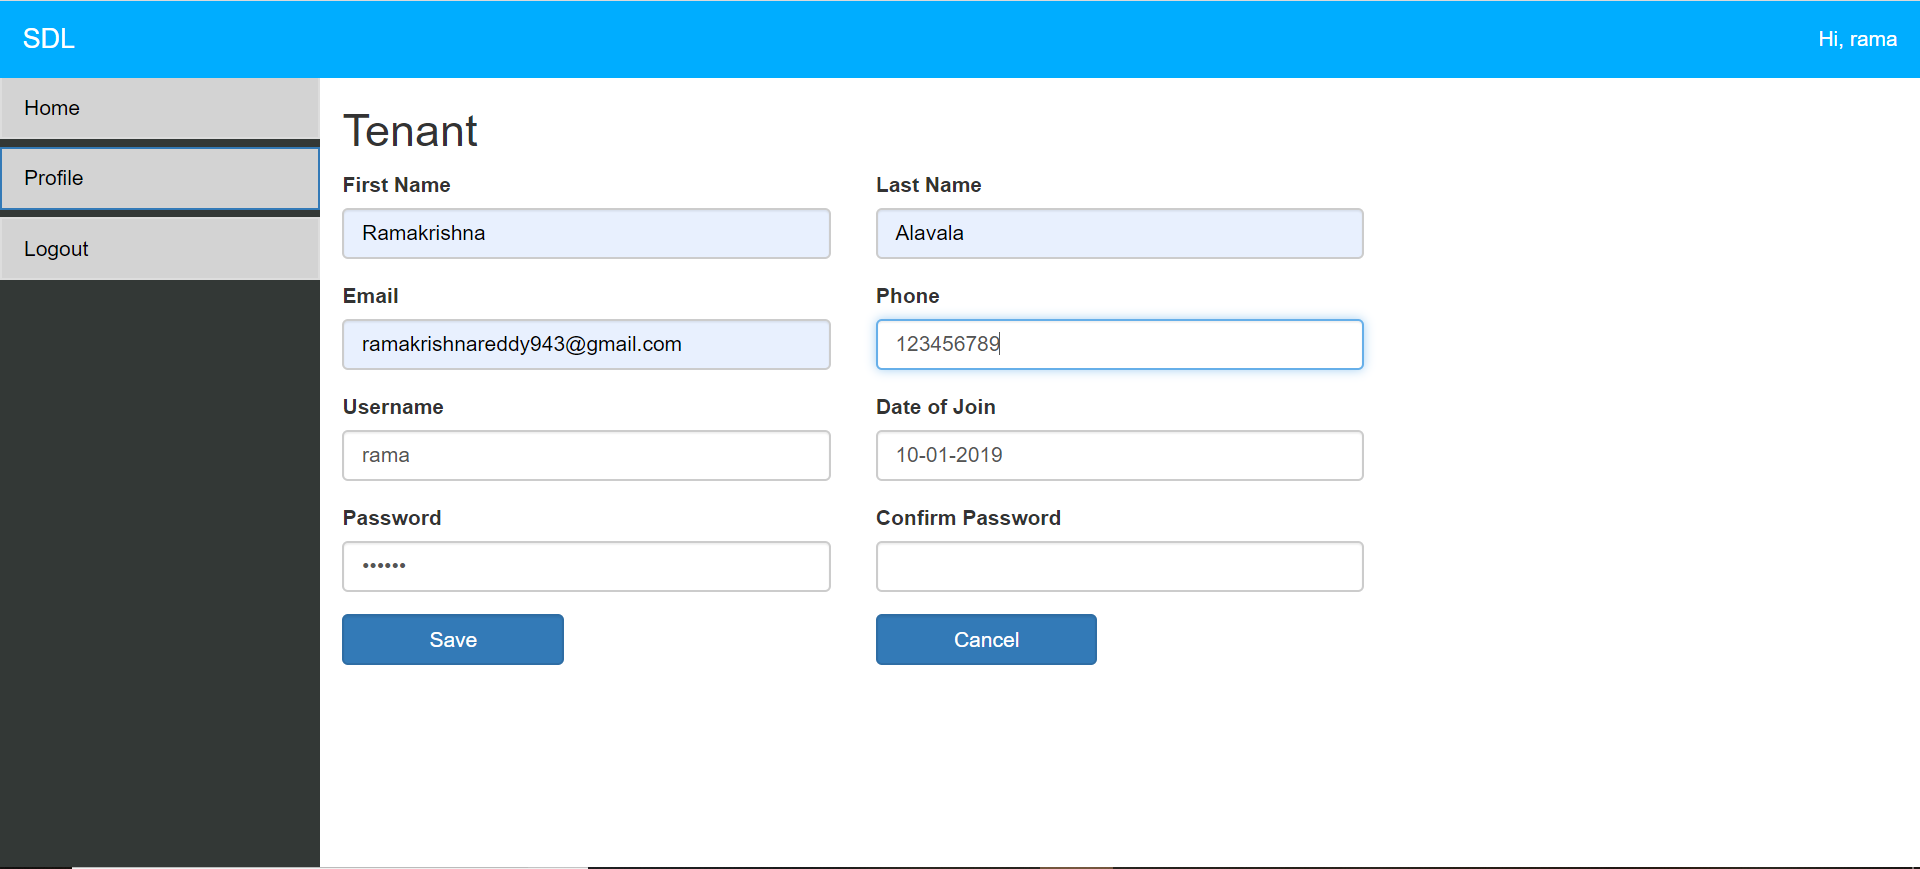 SDL
Hi, rama
Home
Profile
Logout
Tenant
First Name
Last Name
Ramakrishna
Alavala
Email
Phone
ramakrishnareddy943@gmail.com
123456789
Username
Date of Join
rama
10-01-2019
Password
Confirm Password
••••••
Save
Cancel